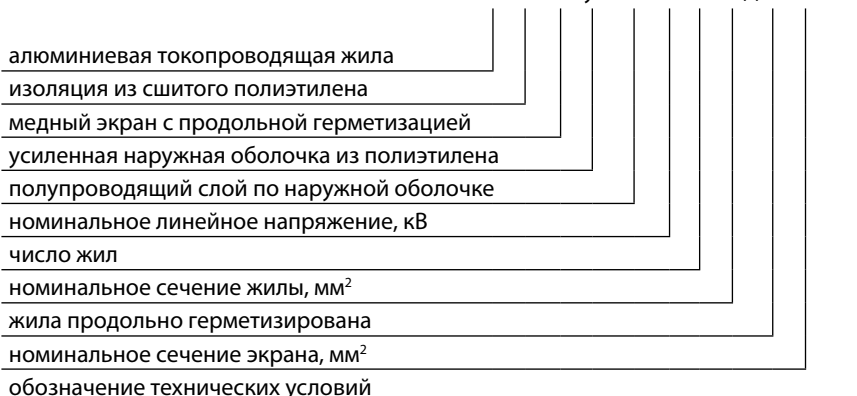 алюминиевая токопроводящая жила
изоляция из сшитого полиэтилена
медный экран с продольной герметизацией
усиленная наружная оболочка из полиэтилена
полупроводящий слой по наружной оболочке
номинальное линейное напряжение, кВ
число жил
номинальное сечение жилы, мм²
жила продольно герметизирована
номинальное сечение экрана, мм²
обозначение технических условий